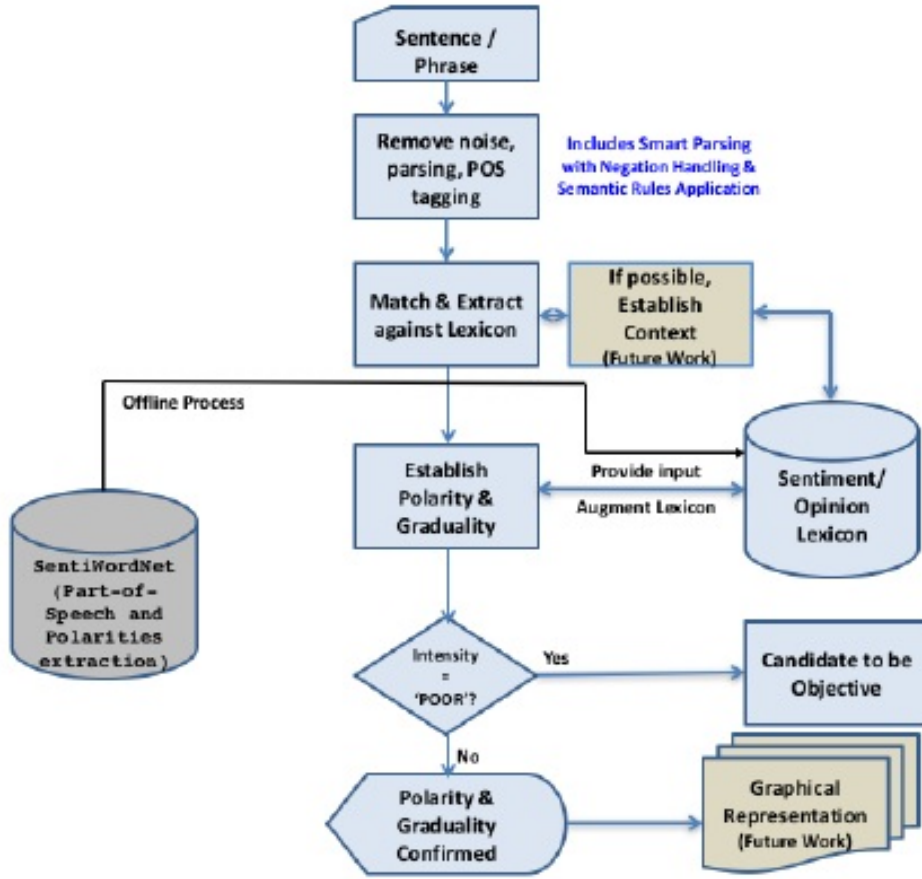 Sentence /
Phrase
Remove noise,
parsing, POS
tagging
Includes Smart Parsing
with Negation Handling &
Semantic Rules Application
Match & Extract
against Lexicon
If possible,
Establish
Context
(Future Work)
Offline Process
Establish
Polarity &
Graduality
Provide input
Augment Lexicon
Sentiment/
Opinion
Lexicon
SentiWordNet
(Part-of-
Speech and
Polarities
extraction)
Intensity
=
'POOR'?
Yes
Candidate to be
Objective
No
Polarity &
Graduality
Confirmed
Graphical
Representation
(Future Work)